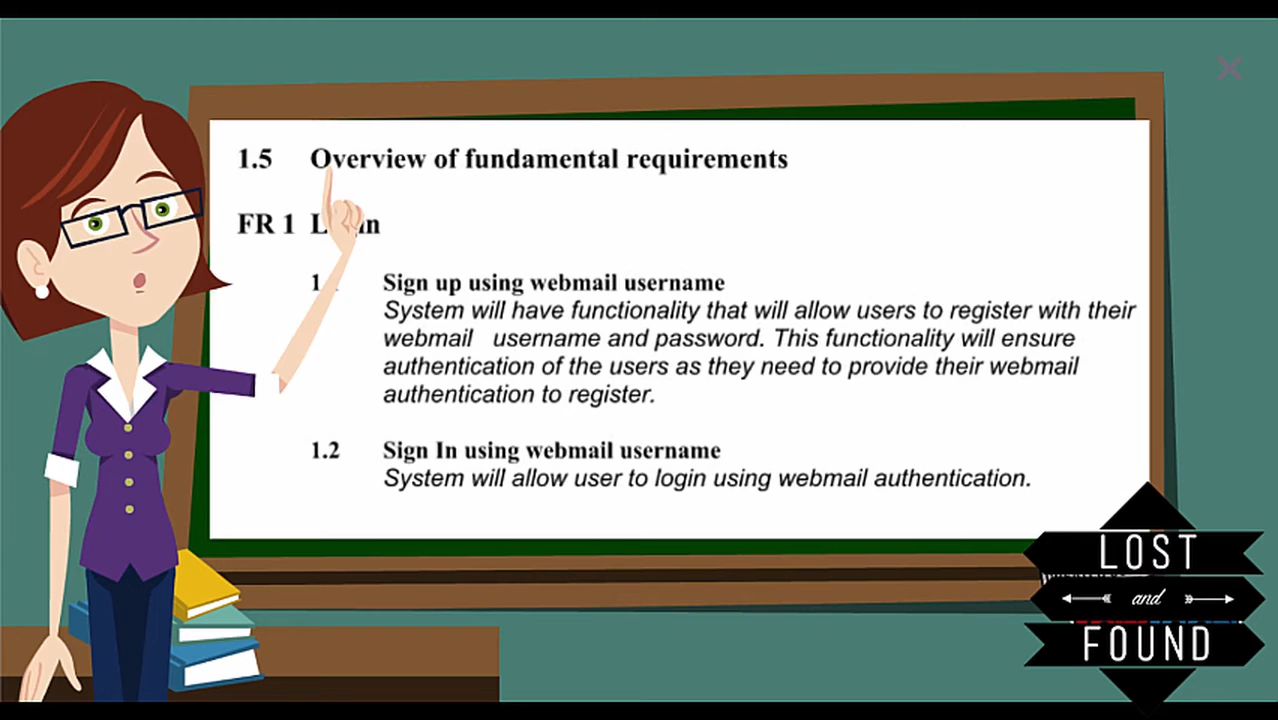 1.5 Overview of fundamental requirements
FR 1
1.
Sign up using webmail username
System will have functionality that will allow users to register with their
webmail username and password. This functionality will ensure
authentication of the users as they need to provide their webmail
authentication to register.
1.2 Sign In using webmail username
System will allow user to login using webmail authentication.
LOST
and
FOUND